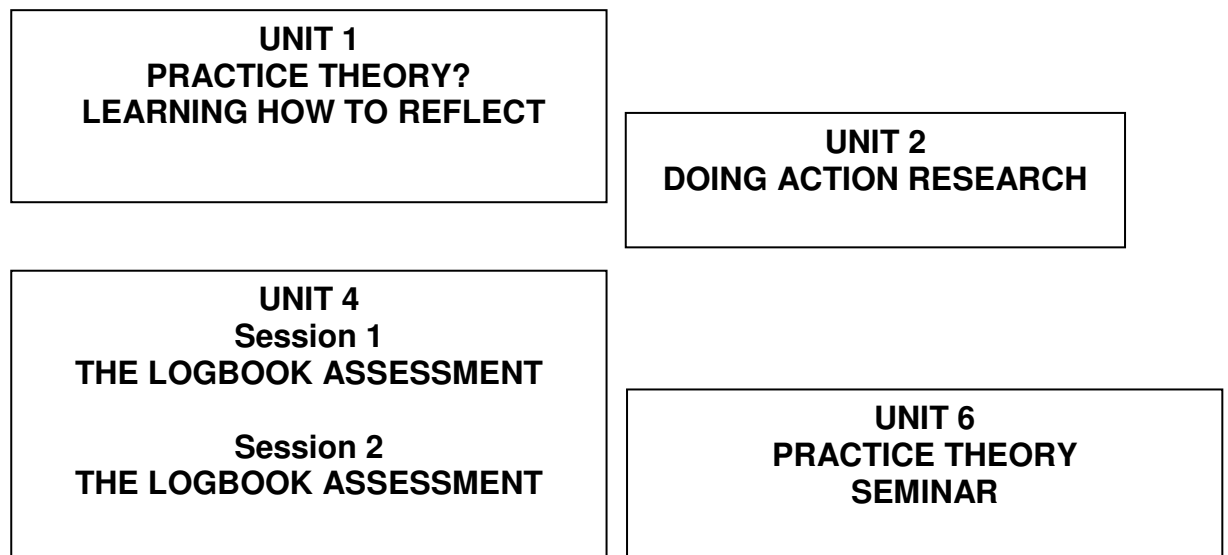 UNIT 1
PRACTICE THEORY?
LEARNING HOW TO REFLECT
UNIT 2
DOING ACTION RESEARCH
UNIT 4
Session 1
THE LOGBOOK ASSESSMENT
Session 2
THE LOGBOOK ASSESSMENT
UNIT 6
PRACTICE THEORY
SEMINAR